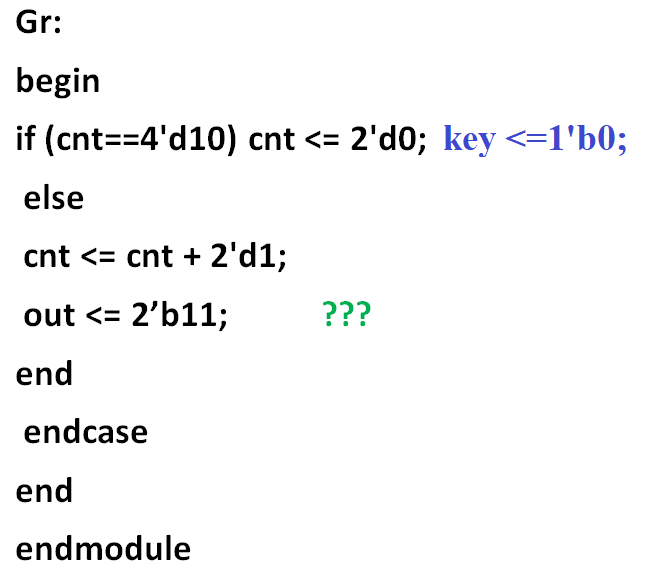 Gr:
begin
if (cnt==4'd10) cnt <= 2'd0; key <=1'b0;
else
cnt <= cnt + 2'd1;
out <= 2’b11; ???
end
endcase
end
endmodule